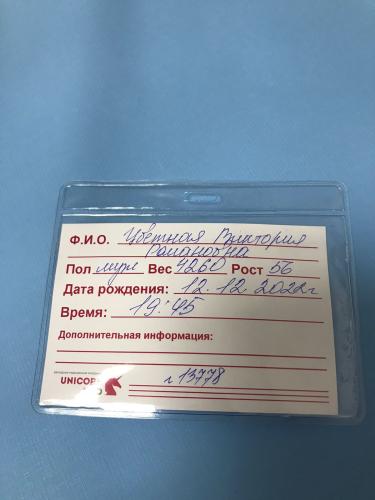 Ф.И.О. Цветная Виктория
Романовна
Пол муж Вес 4260 Рост 56
Дата рождения: 12.12 2022г
Время: 19:45
Дополнительная информация:
UNICOR
г 13778